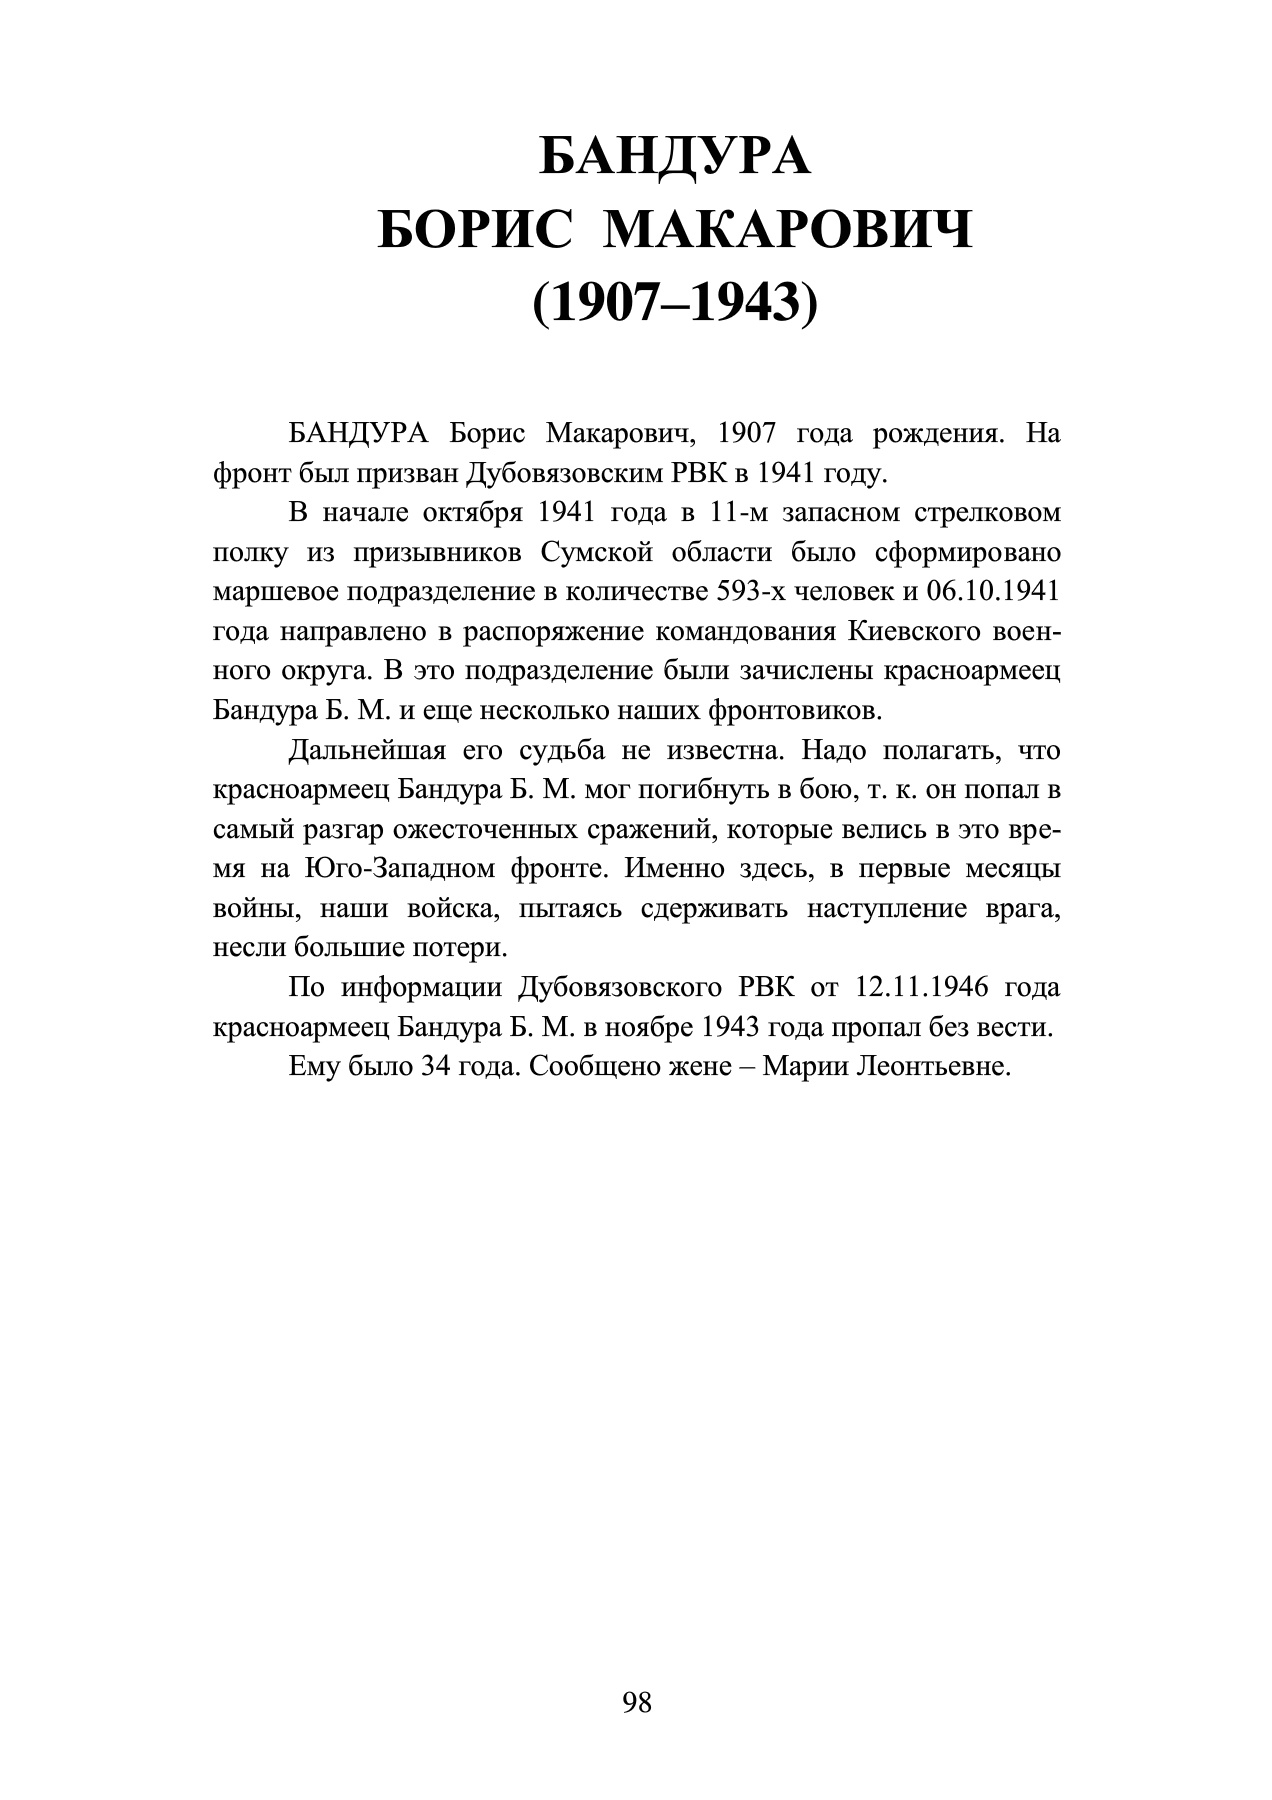 БАНДУРА
БОРИС МАКАРОВИЧ
(1907–1943)
БАНДУРА Борис Макарович, 1907 года рождения. На
фронт был призван Дубовязовским РВК в 1941 году.
В начале октября 1941 года в 11-м запасном стрелковом
полку из призывников Сумской области было сформировано
маршевое подразделение в количестве 593-х человек и 06.10.1941
года направлено в распоряжение командования Киевского воен-
ного округа. В это подразделение были зачислены красноармеец
Бандура Б. М. и еще несколько наших фронтовиков.
Дальнейшая его судьба не известна. Надо полагать, что
красноармеец Бандура Б. М. мог погибнуть в бою, т. к. он попал в
самый разгар ожесточенных сражений, которые велись в это вре-
мя на Юго-Западном фронте. Именно здесь, в первые месяцы
войны, наши войска, пытаясь сдерживать наступление врага,
несли большие потери.
По информации Дубовязовского РВК от 12.11.1946 года
красноармеец Бандура Б. М. в ноябре 1943 года пропал без вести.
Ему было 34 года. Сообщено жене – Марии Леонтьевне.
98